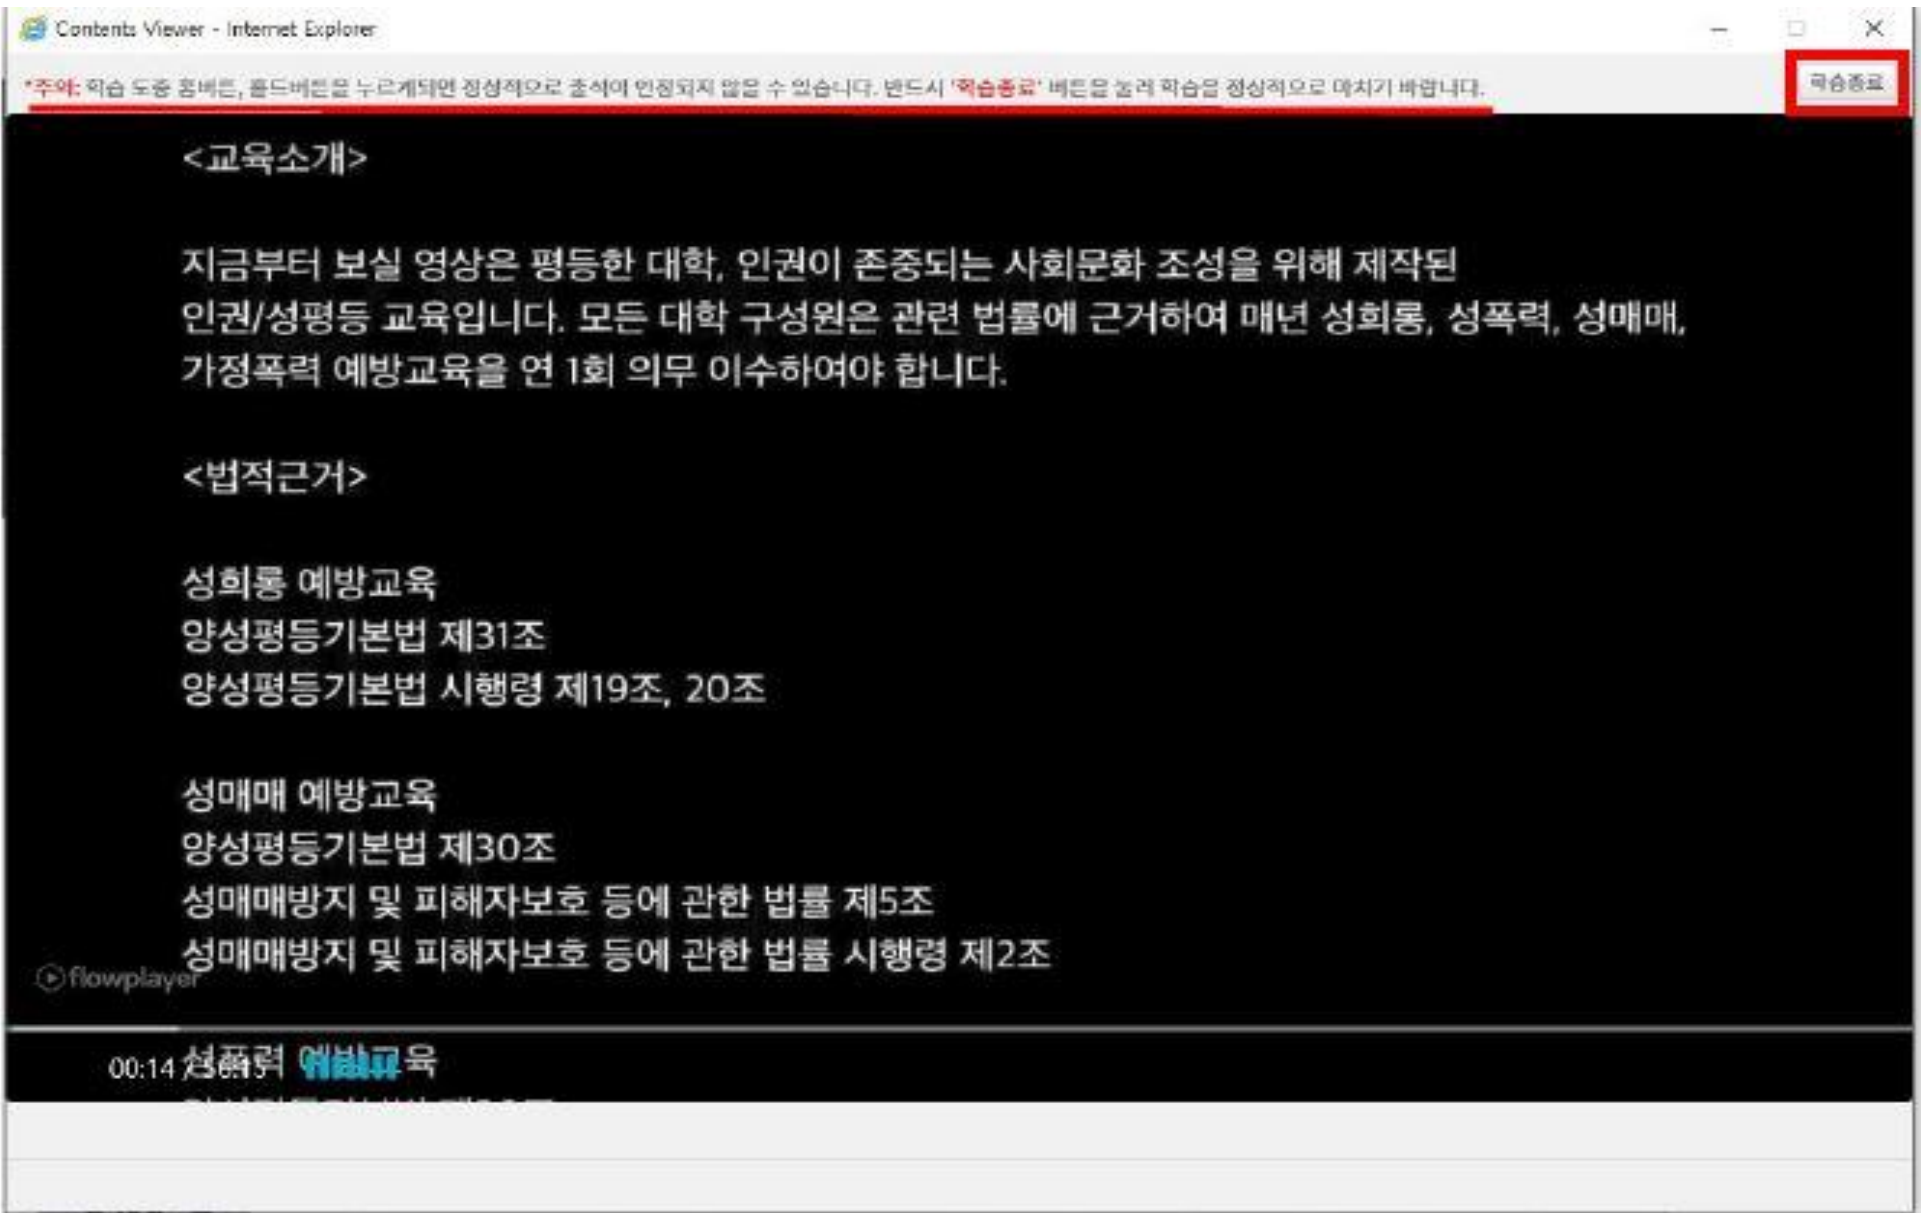 Contents Viewer - Internet Explorer
*주의: 학습 도중 홈버튼, 홀드버튼을 누르게되면 정상적으로 출석이 인정되지 않을 수 있습니다. 반드시 '학습종료' 버튼을 눌러 학습을 정상적으로 마치기 바랍니다.
학습종료
<교육소개>
지금부터 보실 영상은 평등한 대학, 인권이 존중되는 사회문화 조성을 위해 제작된
인권/성평등 교육입니다. 모든 대학 구성원은 관련 법률에 근거하여 매년 성희롱, 성폭력, 성매매,
가정폭력 예방교육을 연 1회 의무 이수하여야 합니다.
<법적근거>
성희롱 예방교육
양성평등기본법 제31조
양성평등기본법 시행령 제19조, 20조
성매매 예방교육
양성평등기본법 제30조
성매매방지 및 피해자보호 등에 관한 법률 제5조
성매매방지 및 피해자보호 등에 관한 법률 시행령 제2조
flowplayer
성폭력 예방교육
00:14 / 56:15